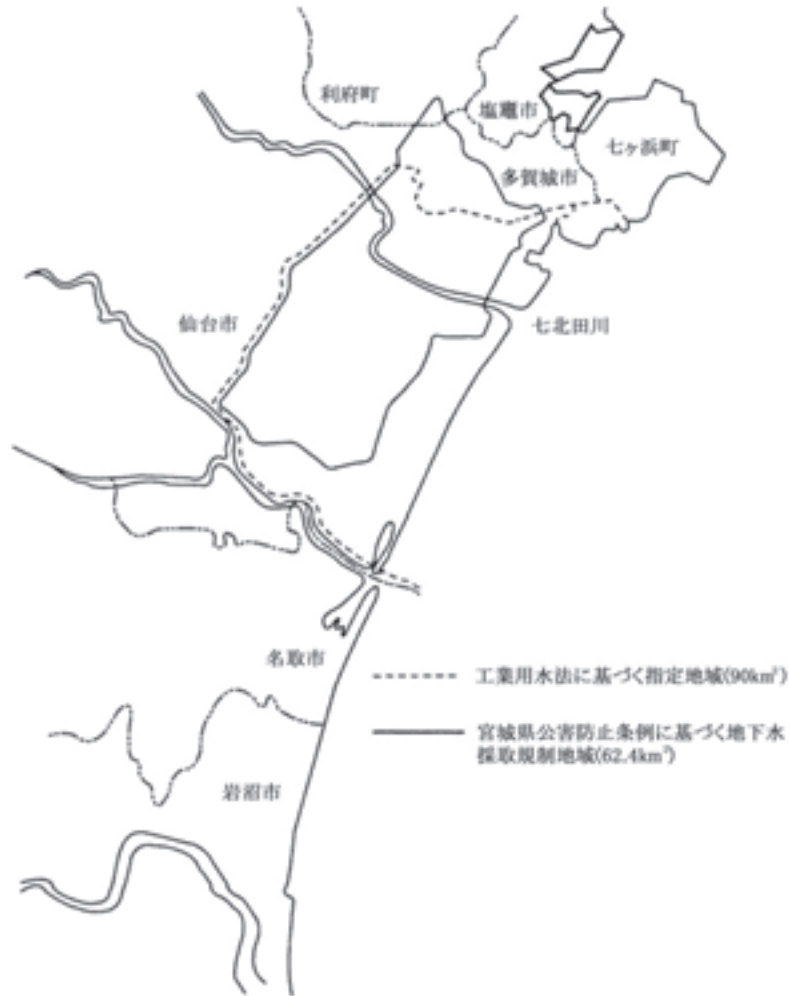 利府町
塩竈市
七ヶ浜町
多賀城市
仙台市
七北田川
名取市
工業用水法に基づく指定地域(90km²)
宮城県公害防止条例に基づく地下水
採取規制地域(62.4km²)
岩沼市